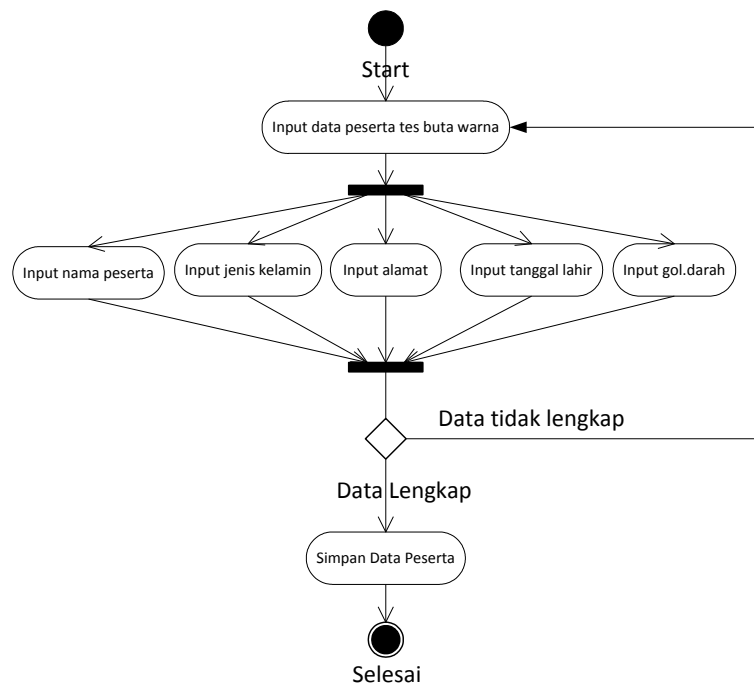 Start
Input data peserta tes buta warna
Input nama peserta
Input jenis kelamin
Input alamat
Input tanggal lahir
Input gol.darah
Data tidak lengkap
Data Lengkap
Simpan Data Peserta
Selesai